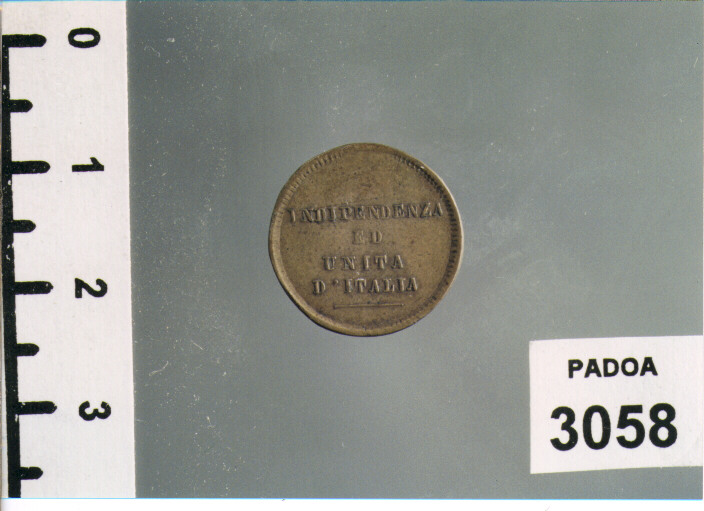 0
1
2
3
INDIPENDENZA
ED
UNITA
D'ITALIA
PADOA
3058